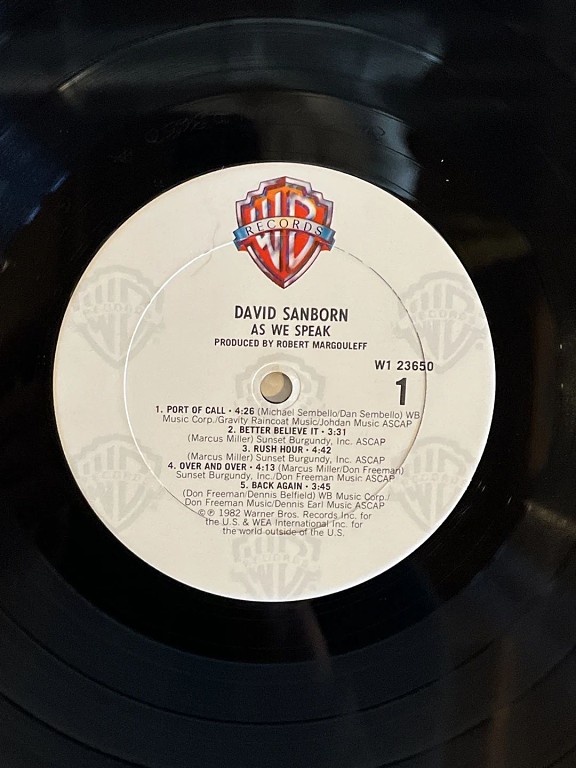 WB
RECORDS
DAVID SANBORN
AS WE SPEAK
PRODUCED BY ROBERT MARGOULEFF
W1 23650
1
1. PORT OF CALL • 4:26 (Michael Sembello/Dan Sembello) WB
Music Corp./Gravity Raincoat Music/Johdan Music ASCAP
2. BETTER BELIEVE IT • 3:31
(Marcus Miller) Sunset Burgundy, Inc. ASCAP
3. RUSH HOUR • 4:42
(Marcus Miller) Sunset Burgundy, Inc. ASCAP
4. OVER AND OVER • 4:13 (Marcus Miller/Don Freeman)
Sunset Burgundy, Inc./Don Freeman Music ASCAP
5. BACK AGAIN • 3:45
(Don Freeman/Dennis Belfield) WB Music Corp./
Don Freeman Music/Dennis Earl Music ASCAP
©℗ 1982 Warner Bros. Records Inc. for
the U.S. & WEA International Inc. for
the world outside of the U.S.